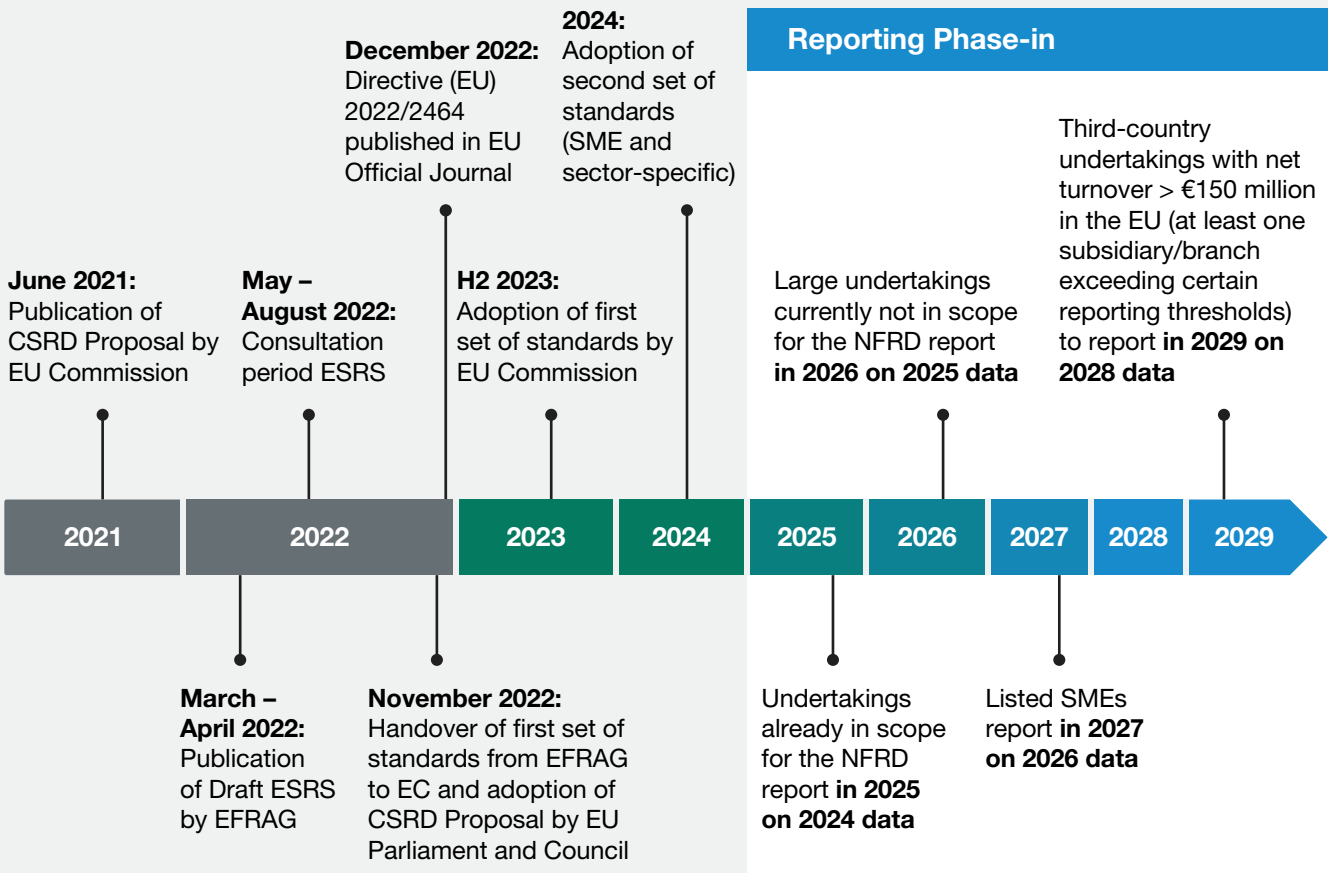 June 2021:
Publication of
CSRD Proposal by
EU Commission
May –
August 2022:
Consultation
period ESRS
December 2022:
Directive (EU)
2022/2464
published in EU
Official Journal
H2 2023:
Adoption of first
set of standards by
EU Commission
2024:
Adoption of
second set of
standards
(SME and
sector-specific)
Reporting Phase-in
Large undertakings
currently not in scope
for the NFRD report
in 2026 on 2025 data
Third-country
undertakings with net
turnover > €150 million
in the EU (at least one
subsidiary/branch
exceeding certain
reporting thresholds)
to report in 2029 on
2028 data
2021
2022
2023
2024
2025
2026
2027
2028
2029
March –
April 2022:
Publication
of Draft ESRS
by EFRAG
November 2022:
Handover of first set of
standards from EFRAG
to EC and adoption of
CSRD Proposal by EU
Parliament and Council
Undertakings
already in scope
for the NFRD
report in 2025
on 2024 data
Listed SMEs
report in 2027
on 2026 data